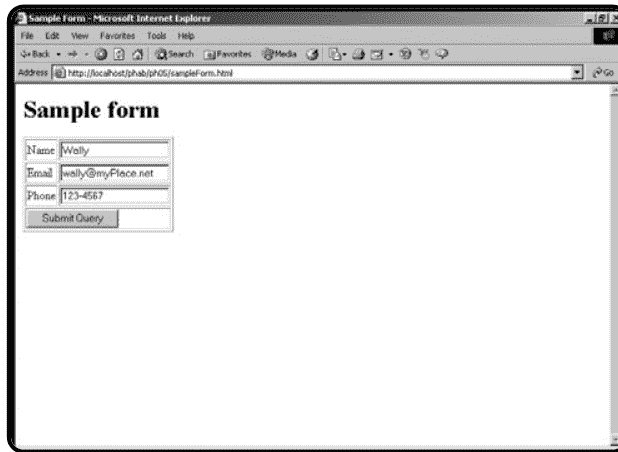 Sample Form - Microsoft Internet Explorer
File Edit View Favorites Tools Help
Back Search Favorites Media
Address http://localhost/phab/ph05/sampleForm.html Go
Sample form
Name Wally
Email wally@myPlace.net
Phone 123-4567
Submit Query